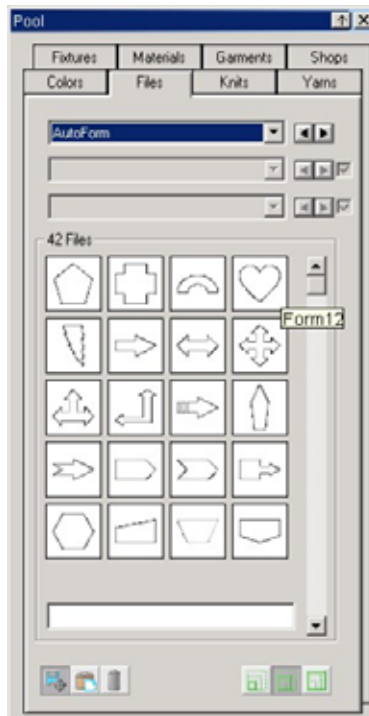 Pool
Fixtures Materials Garments Shops
Colors Files Knits Yarns
AutoForm
42 Files
Form12